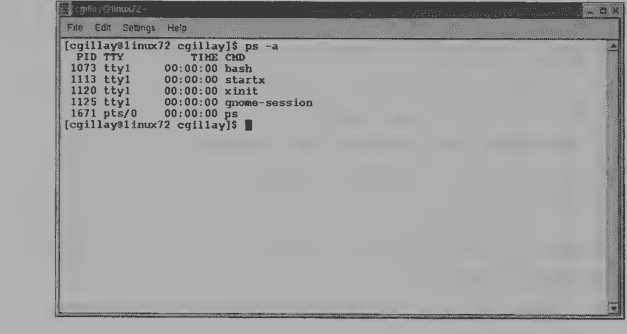 cgillay@linux72:~
File Edit Settings Help
[cgillay@linux72 cgillay]$ ps -a
PID TTY TIME CMD
1073 tty1 00:00:00 bash
1113 tty1 00:00:00 startx
1120 tty1 00:00:00 xinit
1125 tty1 00:00:00 gnome-session
1671 pts/0 00:00:00 ps
[cgillay@linux72 cgillay]$